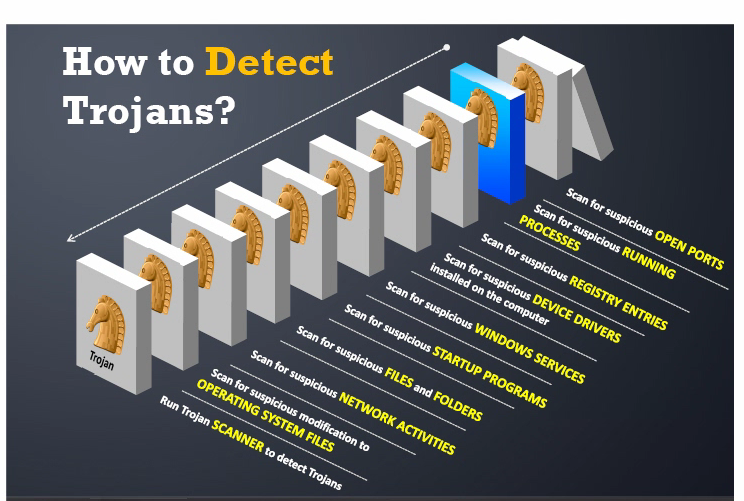 How to Detect
Trojans?
Scan for suspicious OPEN PORTS
Scan for suspicious RUNNING
PROCESSES
Scan for suspicious REGISTRY ENTRIES
Scan for suspicious DEVICE DRIVERS
installed on the computer
Scan for suspicious WINDOWS SERVICES
Scan for suspicious STARTUP PROGRAMS
Scan for suspicious FILES and FOLDERS
Scan for suspicious NETWORK ACTIVITIES
Scan for suspicious modification to
OPERATING SYSTEM FILES
Run Trojan SCANNER to detect Trojans
Trojan